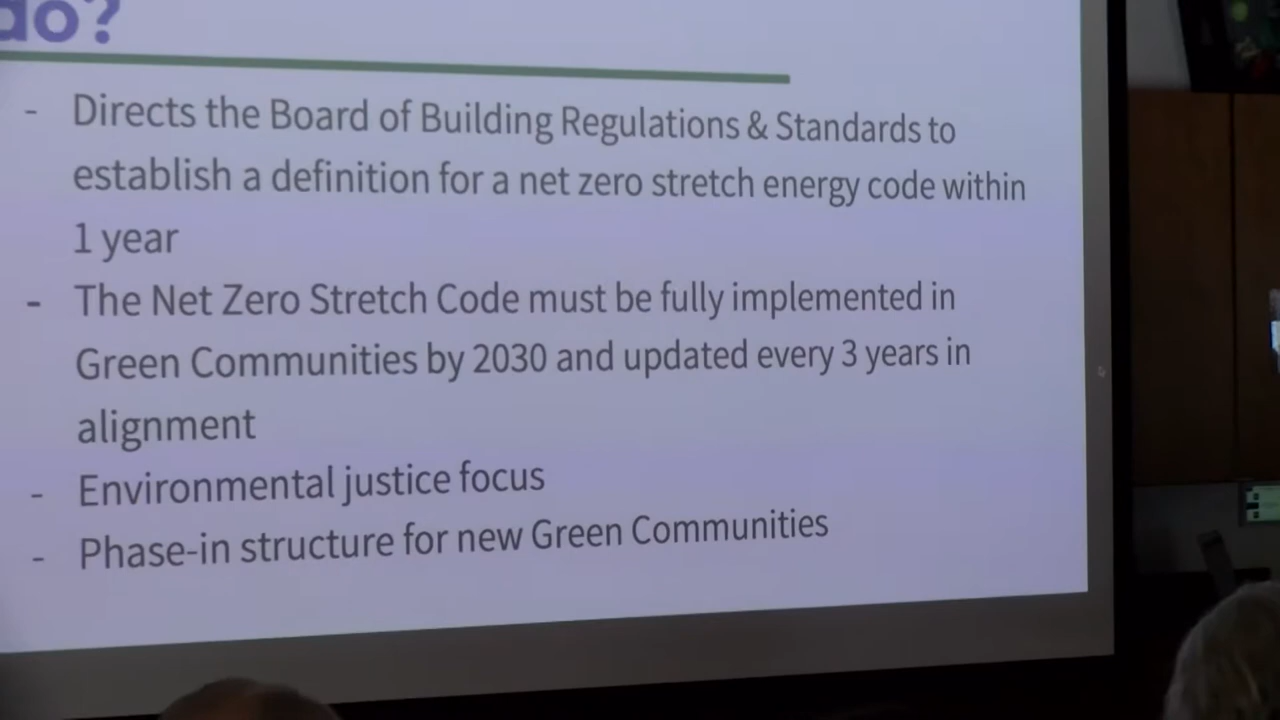 do?
- Directs the Board of Building Regulations & Standards to
establish a definition for a net zero stretch energy code within
1 year
- The Net Zero Stretch Code must be fully implemented in
Green Communities by 2030 and updated every 3 years in
alignment
- Environmental justice focus
- Phase-in structure for new Green Communities